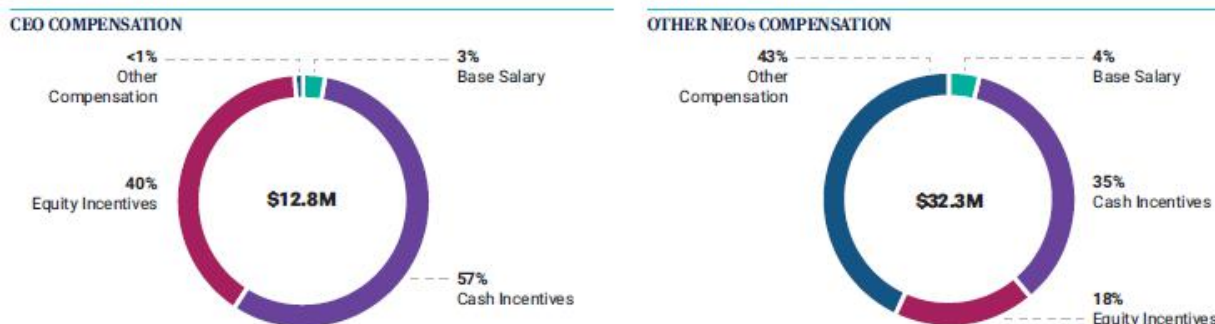 CEO COMPENSATION
<1%
Other
Compensation
3%
Base Salary
40%
Equity Incentives
$12.8M
57%
Cash Incentives
OTHER NEOs COMPENSATION
43%
Other
Compensation
4%
Base Salary
$32.3M
35%
Cash Incentives
18%
Equity Incentives